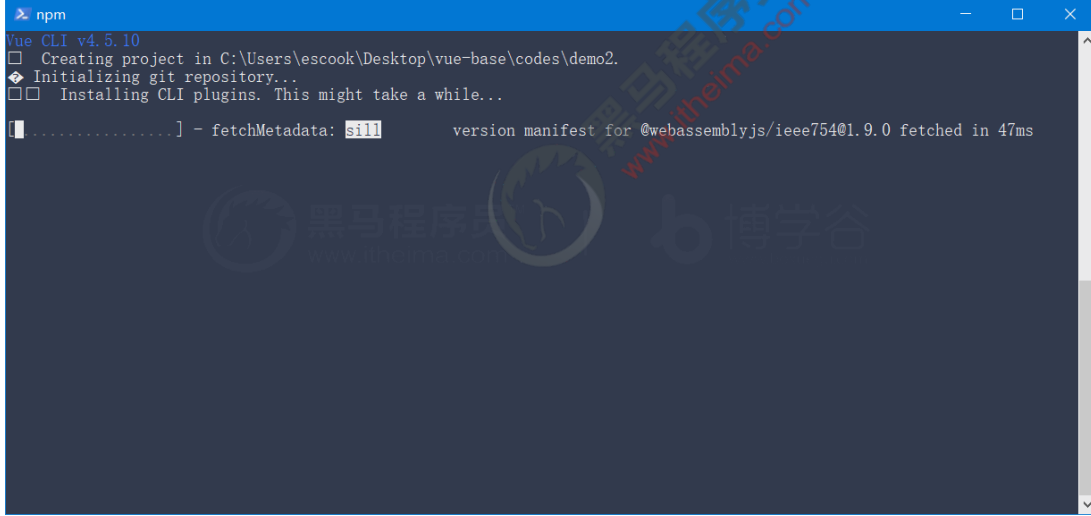 npm
Vue CLI v4.5.10
Creating project in C:\Users\escook\Desktop\vue-base\codes\demo2.
Initializing git repository...
Installing CLI plugins. This might take a while...
[.................] - fetchMetadata: sill version manifest for @webassemblyjs/ieee754@1.9.0 fetched in 47ms
黑马程序员
www.itheima.com
黑马程序员
www.itheima.com
博学谷